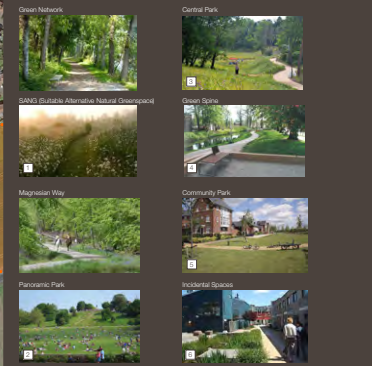 Green Network
Central Park
3
SANG (Suitable Alternative Natural Greenspace)
1
Green Spine
4
Magnesian Way
Community Park
5
Panoramic Park
2
Incidental Spaces
6